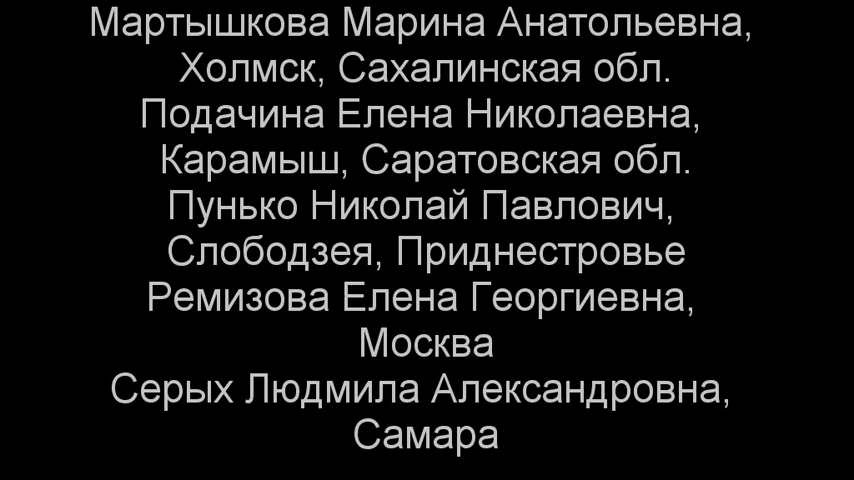 Мартышкова Марина Анатольевна,
Холмск, Сахалинская обл.
Подачина Елена Николаевна,
Карамыш, Саратовская обл.
Пунько Николай Павлович,
Слободзея, Приднестровье
Ремизова Елена Георгиевна,
Москва
Серых Людмила Александровна,
Самара